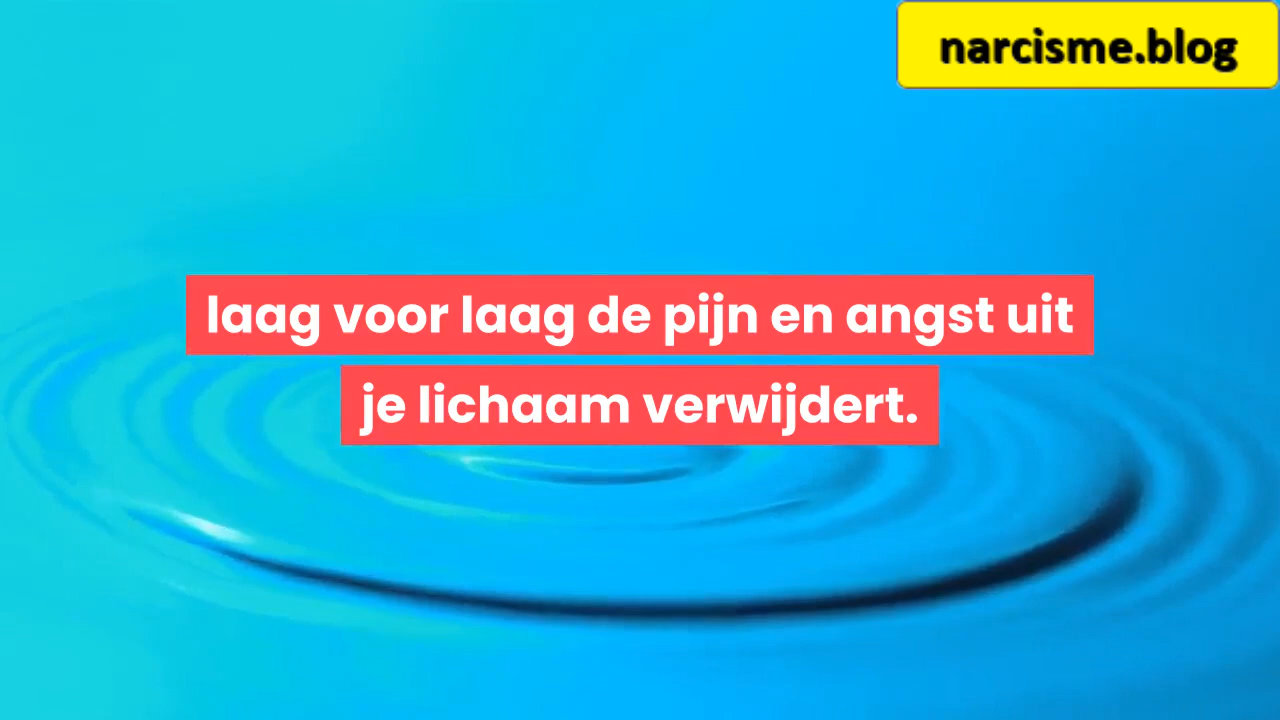 narcisme.blog
laag voor laag de pijn en angst uit
je lichaam verwijdert.